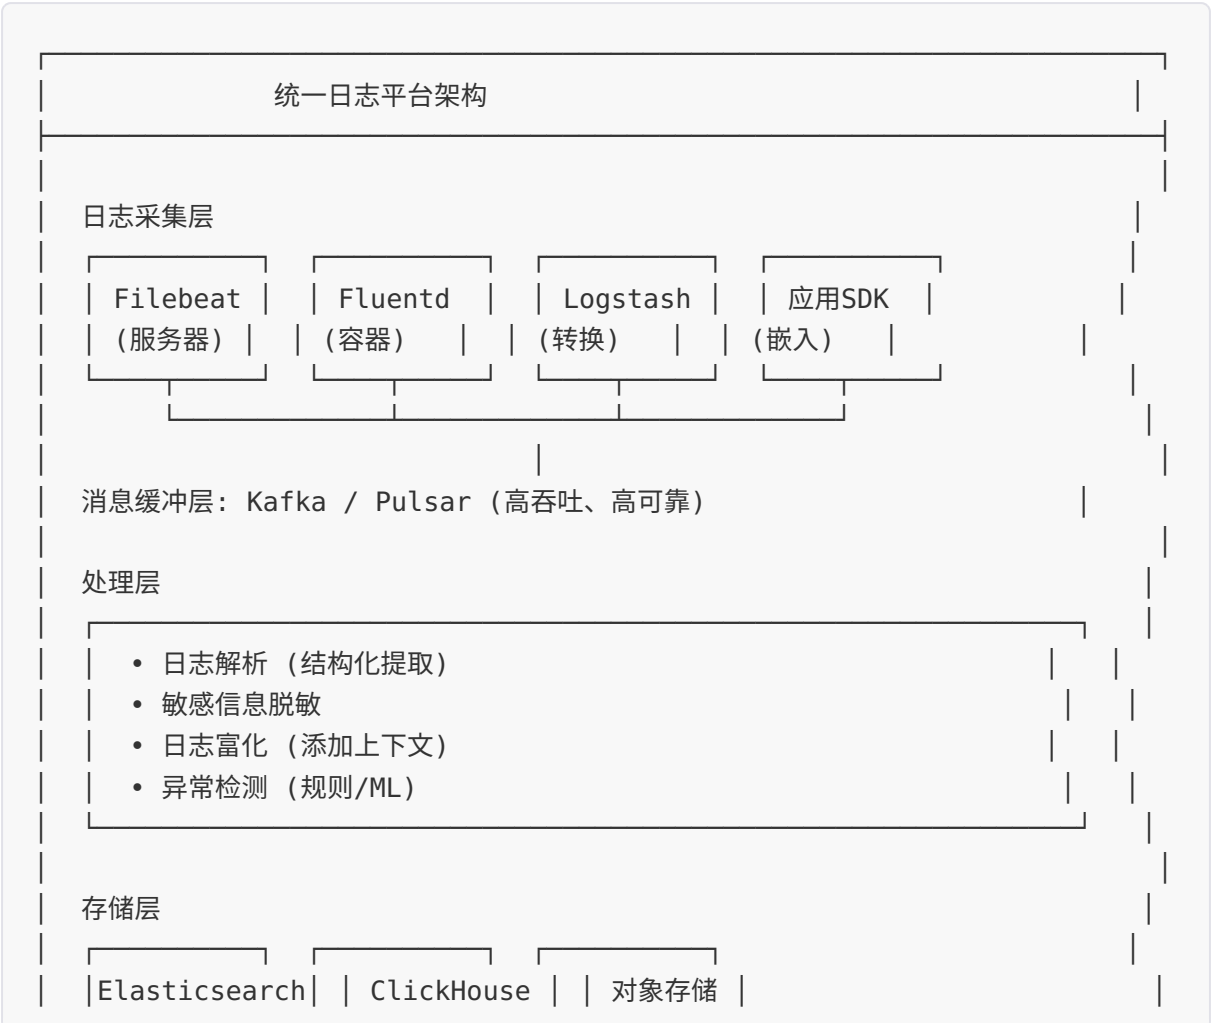 统一日志平台架构
日志采集层
Filebeat Fluentd Logstash 应用SDK
(服务器) (容器) (转换) (嵌入)
消息缓冲层: Kafka / Pulsar (高吞吐、高可靠)
处理层
• 日志解析 (结构化提取)
• 敏感信息脱敏
• 日志富化 (添加上下文)
• 异常检测 (规则/ML)
存储层
Elasticsearch ClickHouse 对象存储